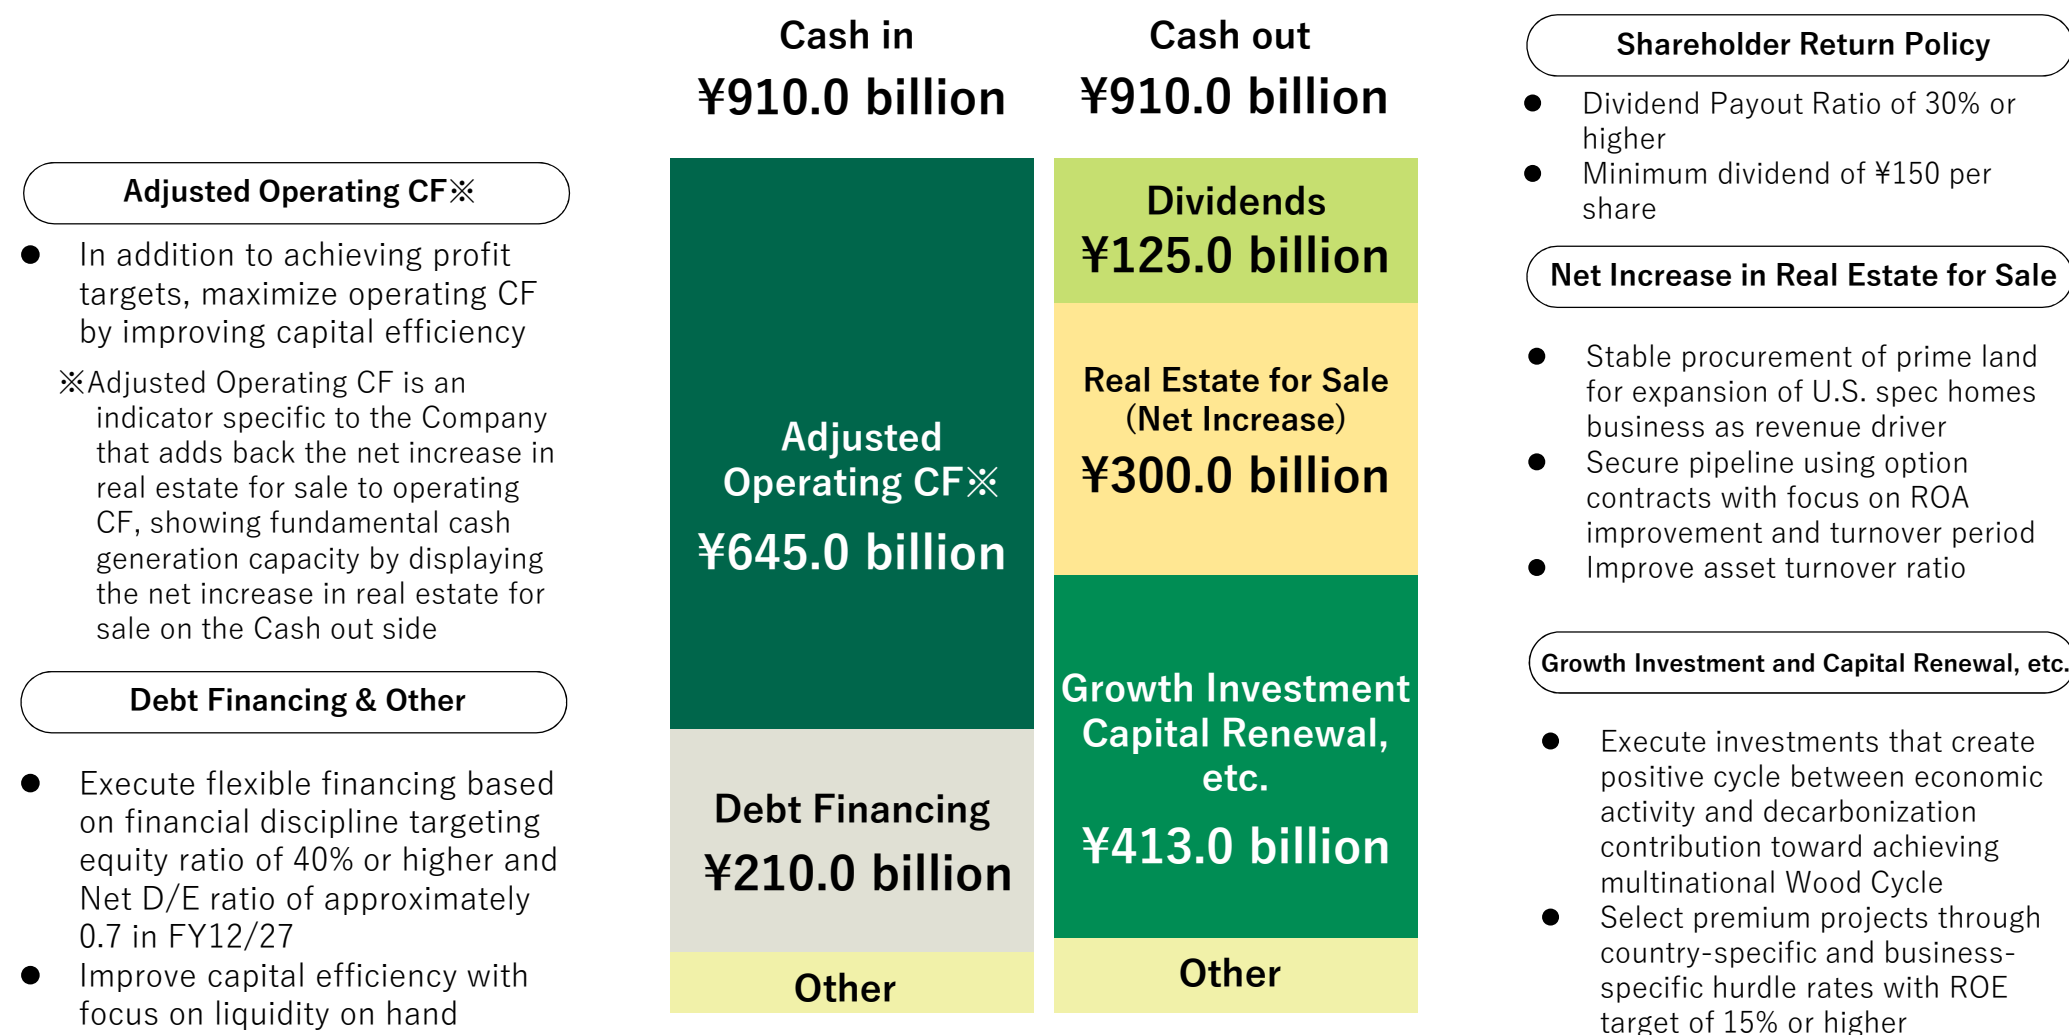 Cash in
¥910.0 billion
Cash out
¥910.0 billion
Adjusted Operating CF※
● In addition to achieving profit
targets, maximize operating CF
by improving capital efficiency
※Adjusted Operating CF is an
indicator specific to the Company
that adds back the net increase in
real estate for sale to operating
CF, showing fundamental cash
generation capacity by displaying
the net increase in real estate for
sale on the Cash out side
Debt Financing & Other
● Execute flexible financing based
on financial discipline targeting
equity ratio of 40% or higher and
Net D/E ratio of approximately
0.7 in FY12/27
● Improve capital efficiency with
focus on liquidity on hand
Adjusted
Operating CF※
¥645.0 billion
Debt Financing
¥210.0 billion
Other
Dividends
¥125.0 billion
Real Estate for Sale
(Net Increase)
¥300.0 billion
Growth Investment
Capital Renewal,
etc.
¥413.0 billion
Other
Shareholder Return Policy
● Dividend Payout Ratio of 30% or
higher
● Minimum dividend of ¥150 per
share
Net Increase in Real Estate for Sale
● Stable procurement of prime land
for expansion of U.S. spec homes
business as revenue driver
● Secure pipeline using option
contracts with focus on ROA
improvement and turnover period
● Improve asset turnover ratio
Growth Investment and Capital Renewal, etc.
● Execute investments that create
positive cycle between economic
activity and decarbonization
contribution toward achieving
multinational Wood Cycle
● Select premium projects through
country-specific and business-
specific hurdle rates with ROE
target of 15% or higher